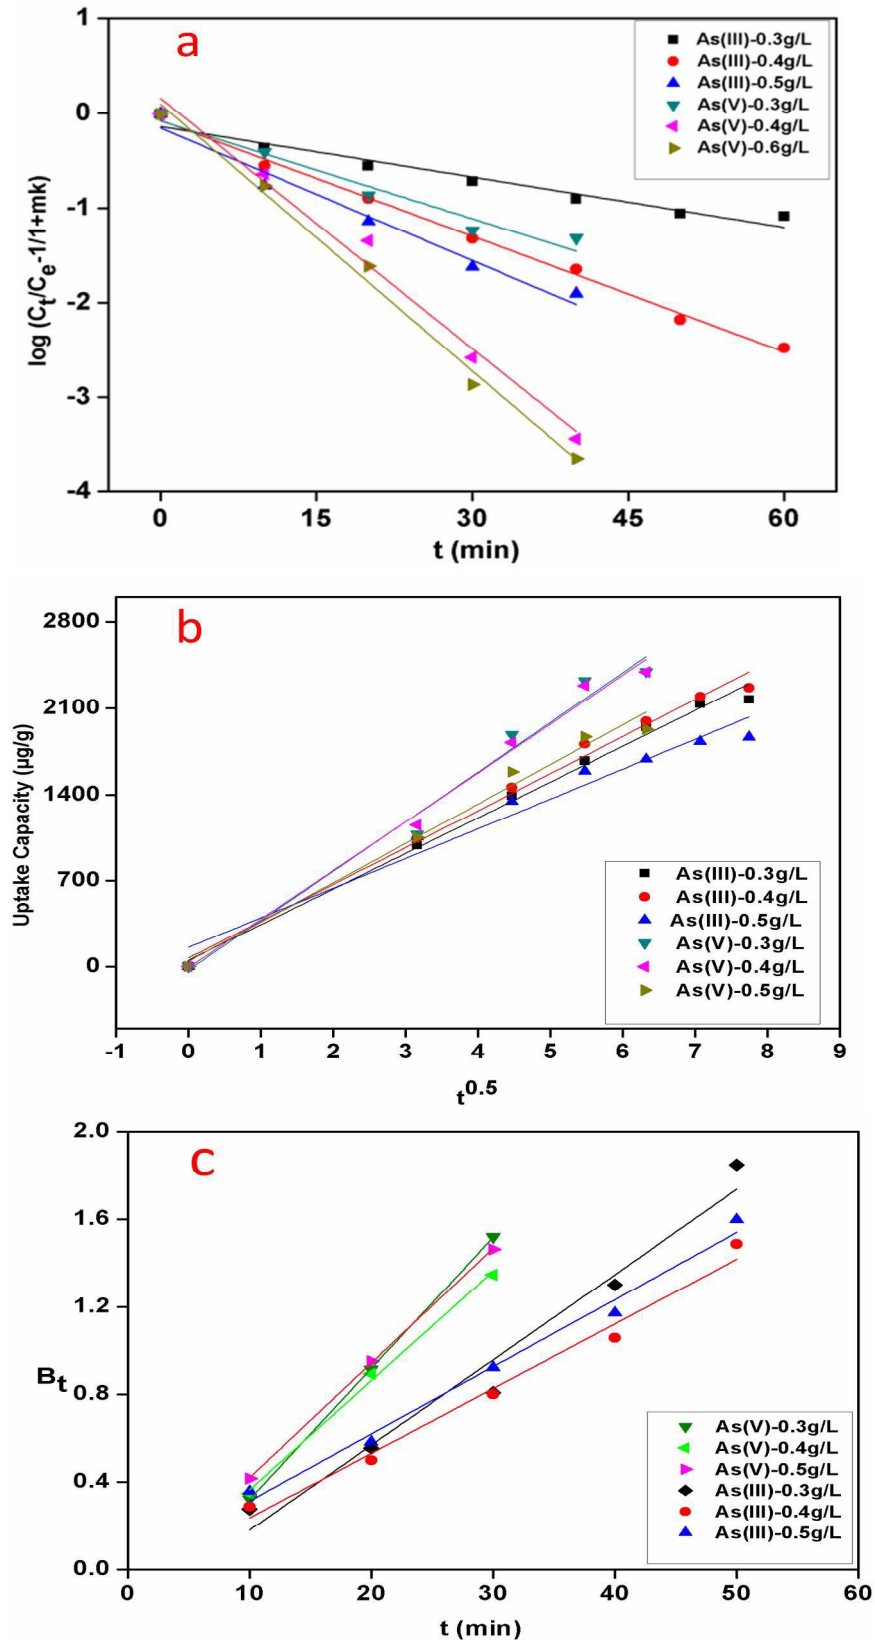 a
1
0
-1
-2
-3
-4
log (Ct/Ce-1/1+mk)
As(III)-0.3g/L
As(III)-0.4g/L
As(III)-0.5g/L
As(V)-0.3g/L
As(V)-0.4g/L
As(V)-0.6g/L
0 15 30 45 60
t (min)
b
2800
2100
1400
700
0
Uptake Capacity (µg/g)
As(III)-0.3g/L
As(III)-0.4g/L
As(III)-0.5g/L
As(V)-0.3g/L
As(V)-0.4g/L
As(V)-0.5g/L
-1 0 1 2 3 4 5 6 7 8 9
t0.5
c
2.0
1.6
1.2
0.8
0.4
0.0
Bt
As(V)-0.3g/L
As(V)-0.4g/L
As(V)-0.5g/L
As(III)-0.3g/L
As(III)-0.4g/L
As(III)-0.5g/L
0 10 20 30 40 50 60
t (min)